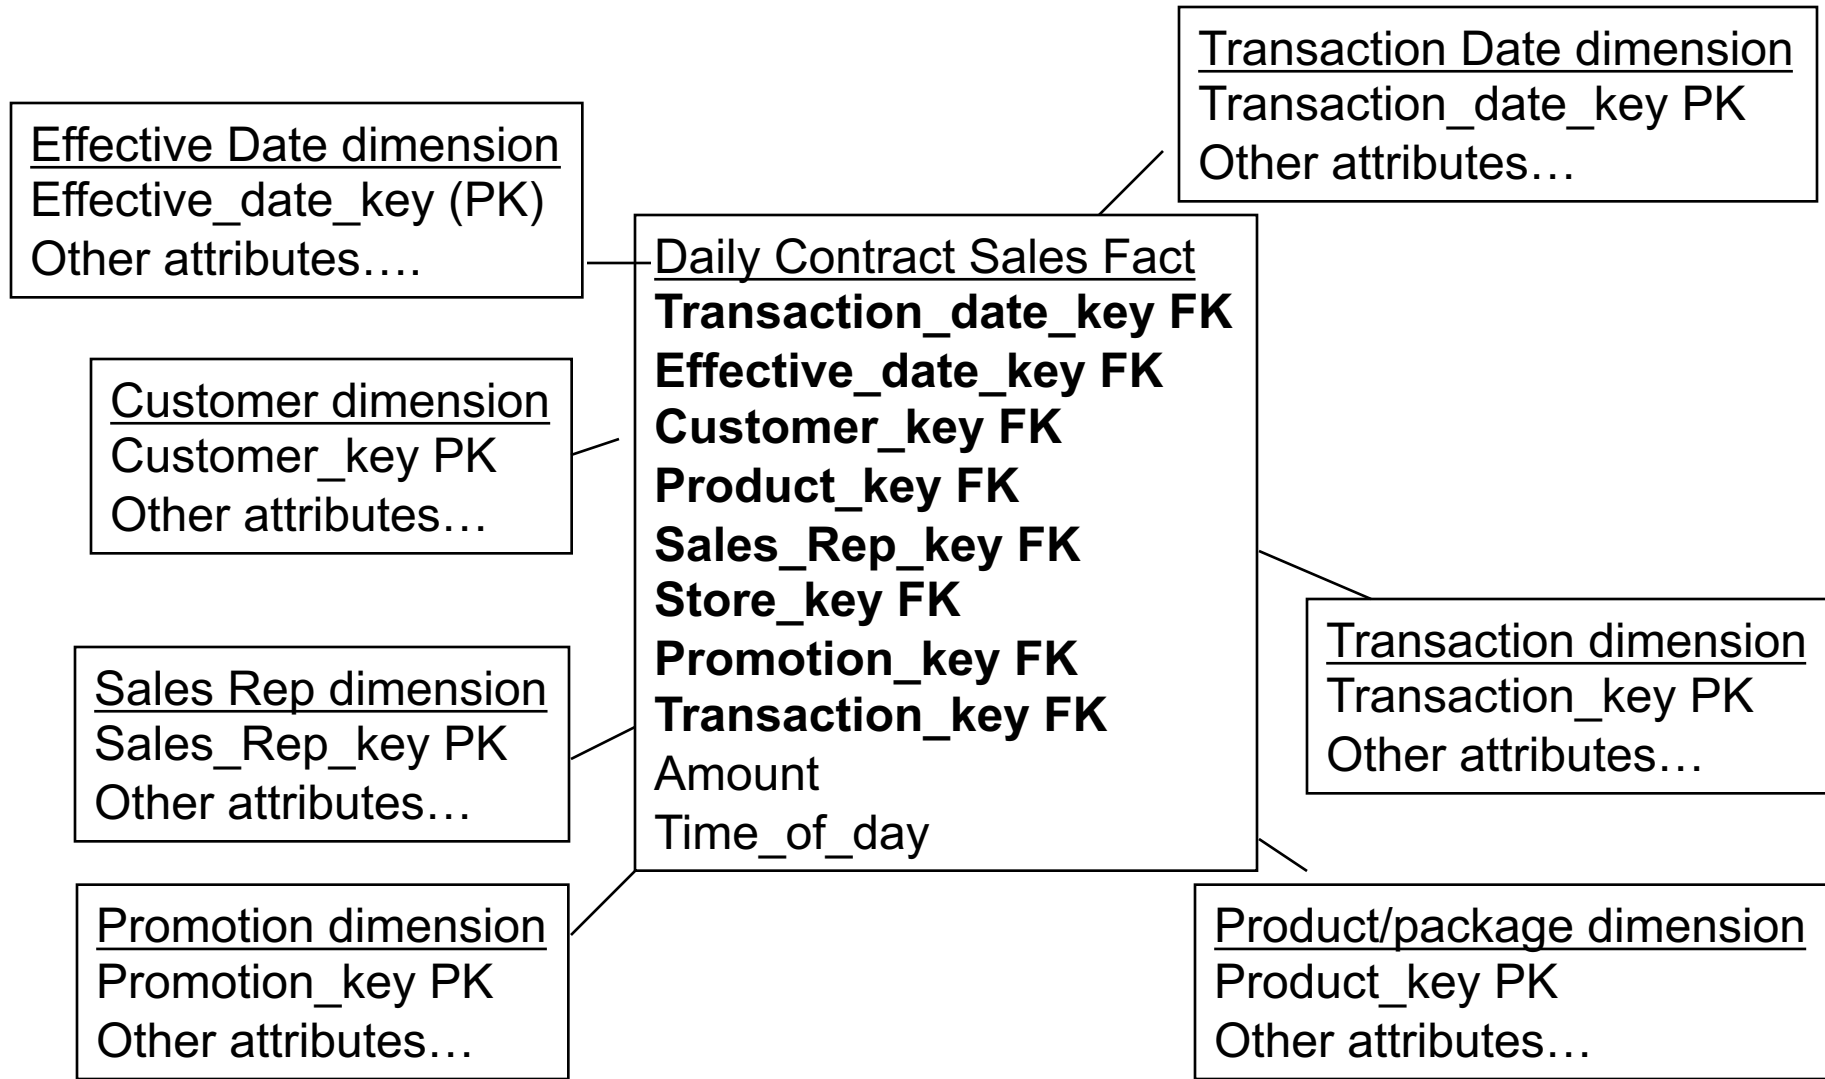 Transaction Date dimension
Transaction_date_key PK
Other attributes…
Effective Date dimension
Effective_date_key (PK)
Other attributes….
Daily Contract Sales Fact
Transaction_date_key FK
Effective_date_key FK
Customer_key FK
Product_key FK
Sales_Rep_key FK
Store_key FK
Promotion_key FK
Transaction_key FK
Amount
Time_of_day
Customer dimension
Customer_key PK
Other attributes…
Sales Rep dimension
Sales_Rep_key PK
Other attributes…
Transaction dimension
Transaction_key PK
Other attributes…
Promotion dimension
Promotion_key PK
Other attributes…
Product/package dimension
Product_key PK
Other attributes…